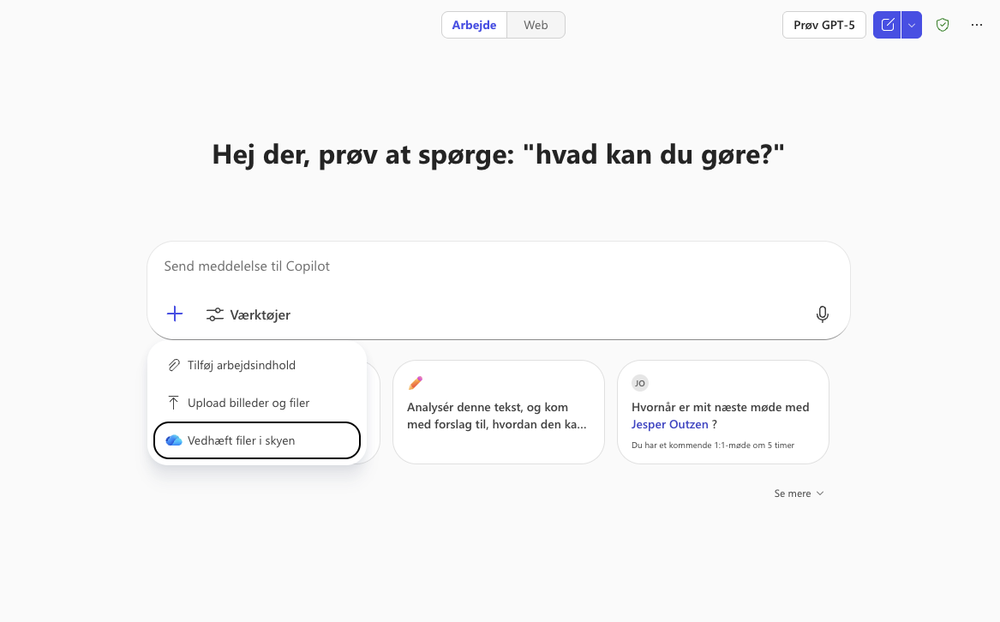 Arbejde
Web
Prøv GPT-5
Hej der, prøv at spørge: "hvad kan du gøre?"
Send meddelelse til Copilot
Værktøjer
Tilføj arbejdsindhold
Upload billeder og filer
Vedhæft filer i skyen
Analysér denne tekst, og kom
med forslag til, hvordan den ka...
JO
Hvornår er mit næste møde med
Jesper Outzen ?
Du har et kommende 1:1-møde om 5 timer
Se mere